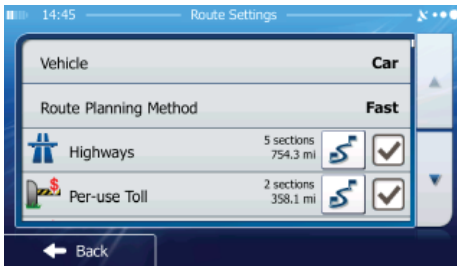 14:45 Route Settings
Vehicle Car
Route Planning Method Fast
Highways 5 sections 754.3 mi
Per-use Toll 2 sections 358.1 mi
Back